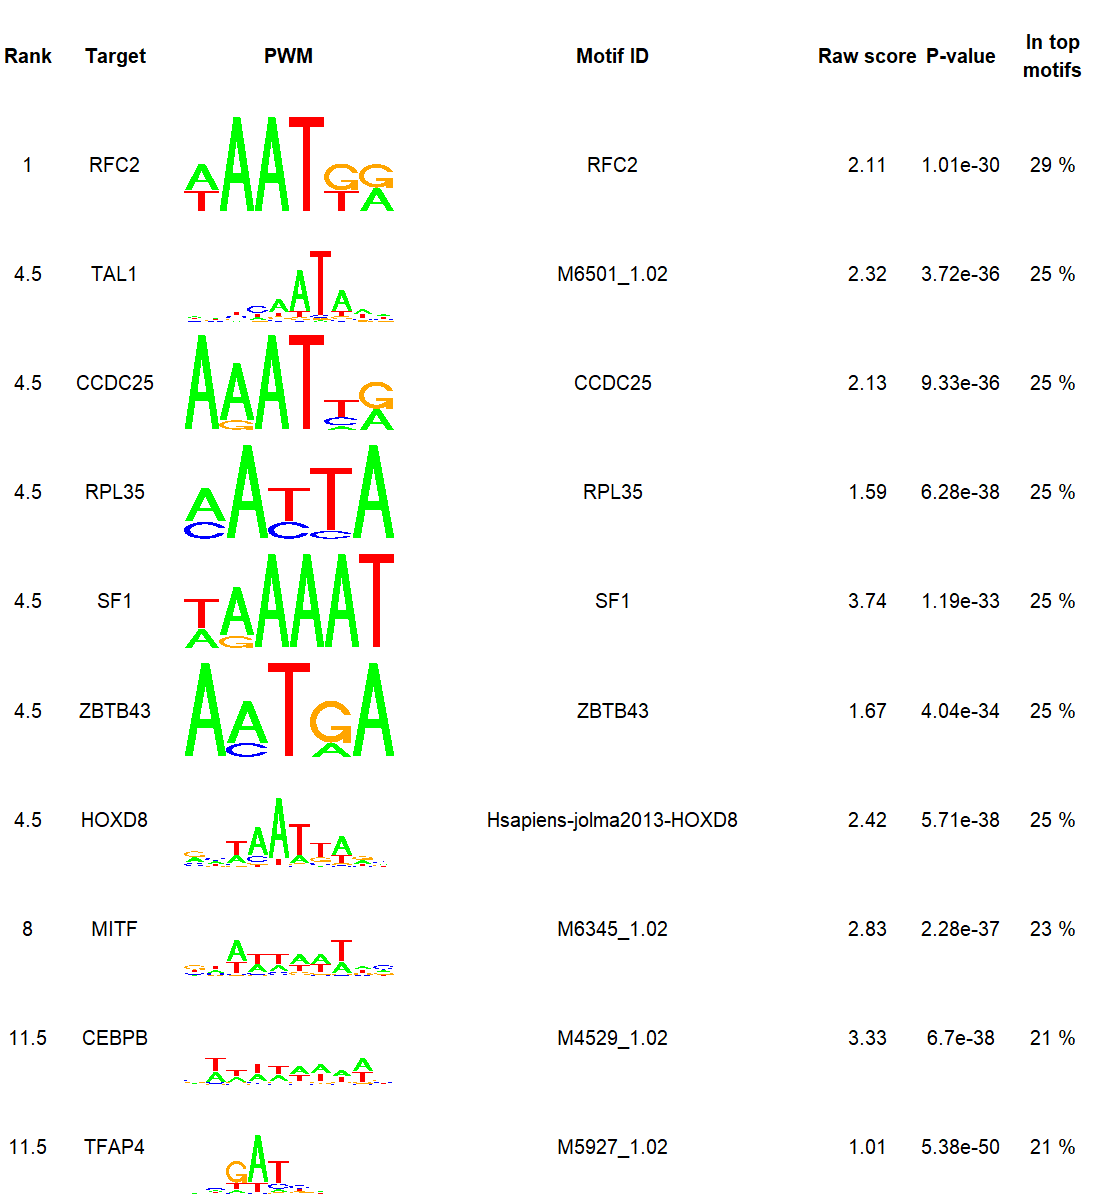 Rank Target PWM Motif ID Raw score P-value In top motifs
1 RFC2 RFC2 2.11 1.01e-30 29 %
4.5 TAL1 M6501_1.02 2.32 3.72e-36 25 %
4.5 CCDC25 CCDC25 2.13 9.33e-36 25 %
4.5 RPL35 RPL35 1.59 6.28e-38 25 %
4.5 SF1 SF1 3.74 1.19e-33 25 %
4.5 ZBTB43 ZBTB43 1.67 4.04e-34 25 %
4.5 HOXD8 Hsapiens-jolma2013-HOXD8 2.42 5.71e-38 25 %
8 MITF M6345_1.02 2.83 2.28e-37 23 %
11.5 CEBPB M4529_1.02 3.33 6.7e-38 21 %
11.5 TFAP4 M5927_1.02 1.01 5.38e-50 21 %